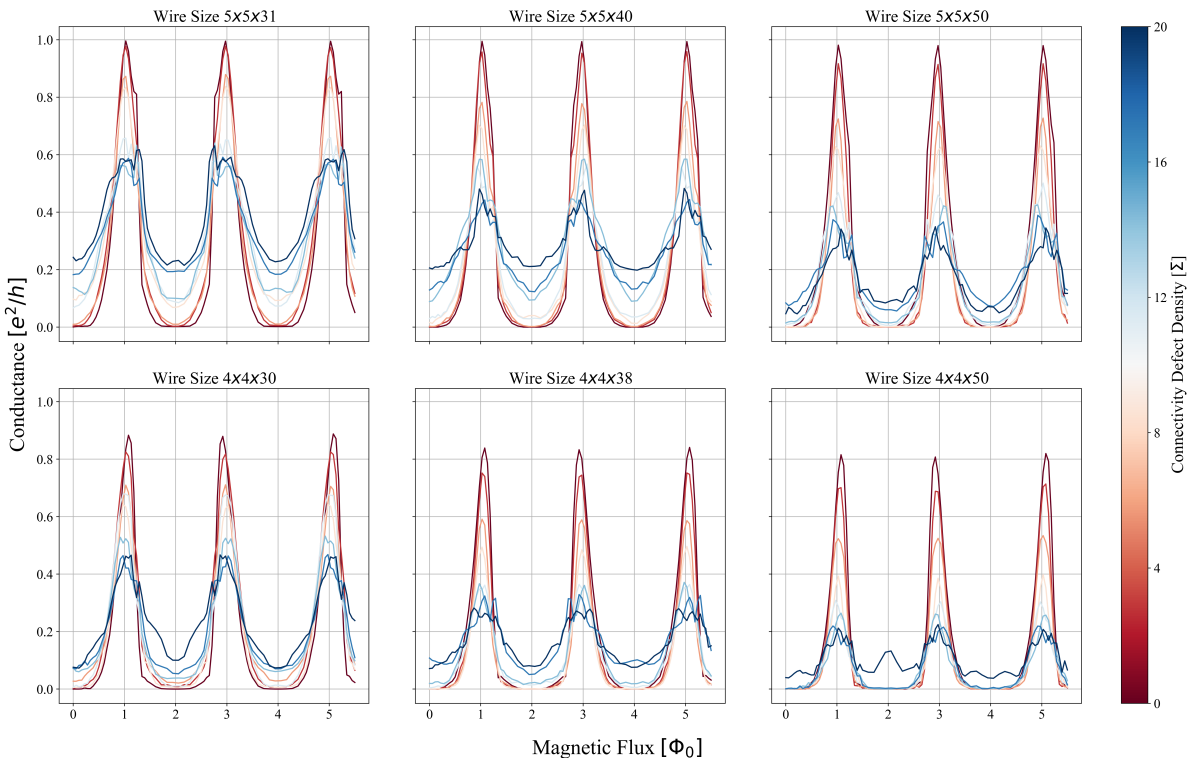 Wire Size 5x5x31
Wire Size 5x5x40
Wire Size 5x5x50
1.0
0.8
0.6
0.4
0.2
0.0
Wire Size 4x4x30
Wire Size 4x4x38
Wire Size 4x4x50
1.0
0.8
0.6
0.4
0.2
0.0
0 1 2 3 4 5
0 1 2 3 4 5
0 1 2 3 4 5
Conductance [e²/h]
Magnetic Flux [Φ₀]
20
16
12
8
4
0
Connectivity Defect Density [Σ]